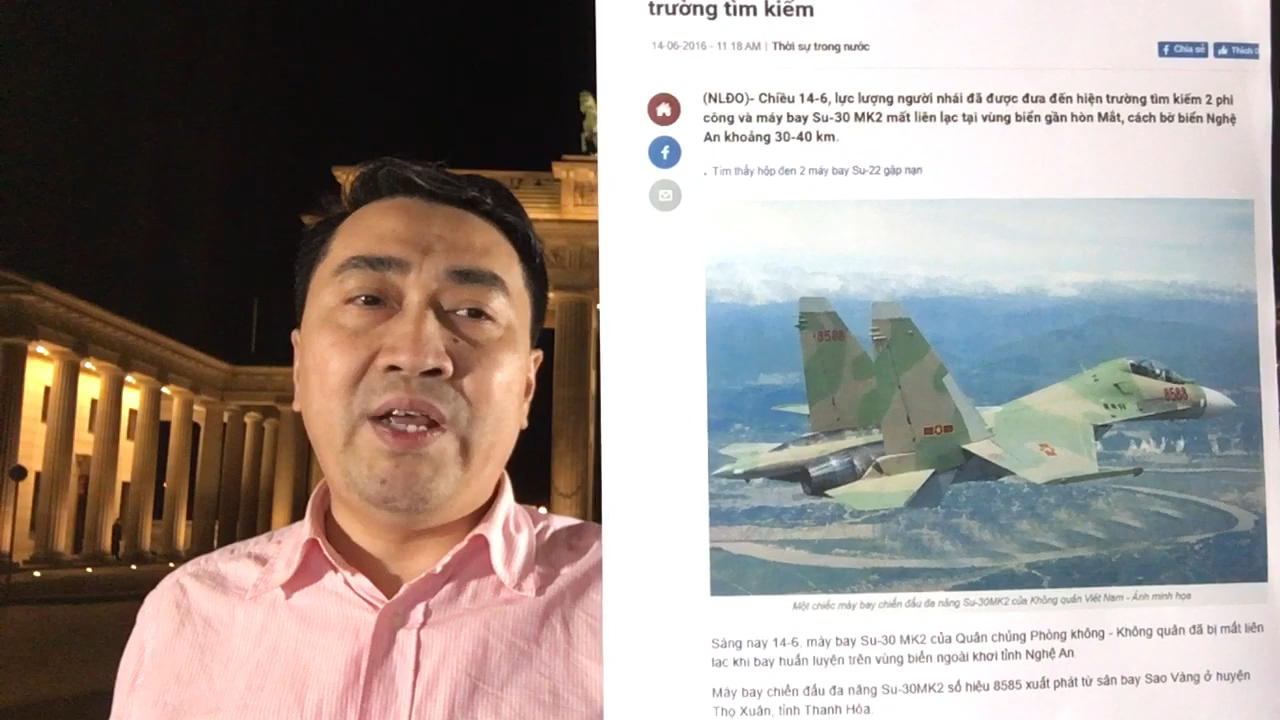 trường tìm kiếm
14-06-2016 - 11:18 AM | Thời sự trong nước
Chia sẻ
Thích 0
(NLĐO)- Chiều 14-6, lực lượng người nhái đã được đưa đến hiện trường tìm kiếm 2 phi
công và máy bay Su-30 MK2 mất liên lạc tại vùng biển gần hòn Mắt, cách bờ biển Nghệ
An khoảng 30-40 km.
Tìm thấy hộp đen 2 máy bay Su-22 gặp nạn
8588
8588
Một chiếc máy bay chiến đấu đa năng Su-30MK2 của Không quân Việt Nam - Ảnh minh họa
Sáng nay 14-6, máy bay Su-30 MK2 của Quân chủng Phòng không - Không quân đã bị mất liên
lạc khi bay huấn luyện trên vùng biển ngoài khơi tỉnh Nghệ An.
Máy bay chiến đấu đa năng Su-30MK2 số hiệu 8585 xuất phát từ sân bay Sao Vàng ở huyện
Thọ Xuân, tỉnh Thanh Hóa.